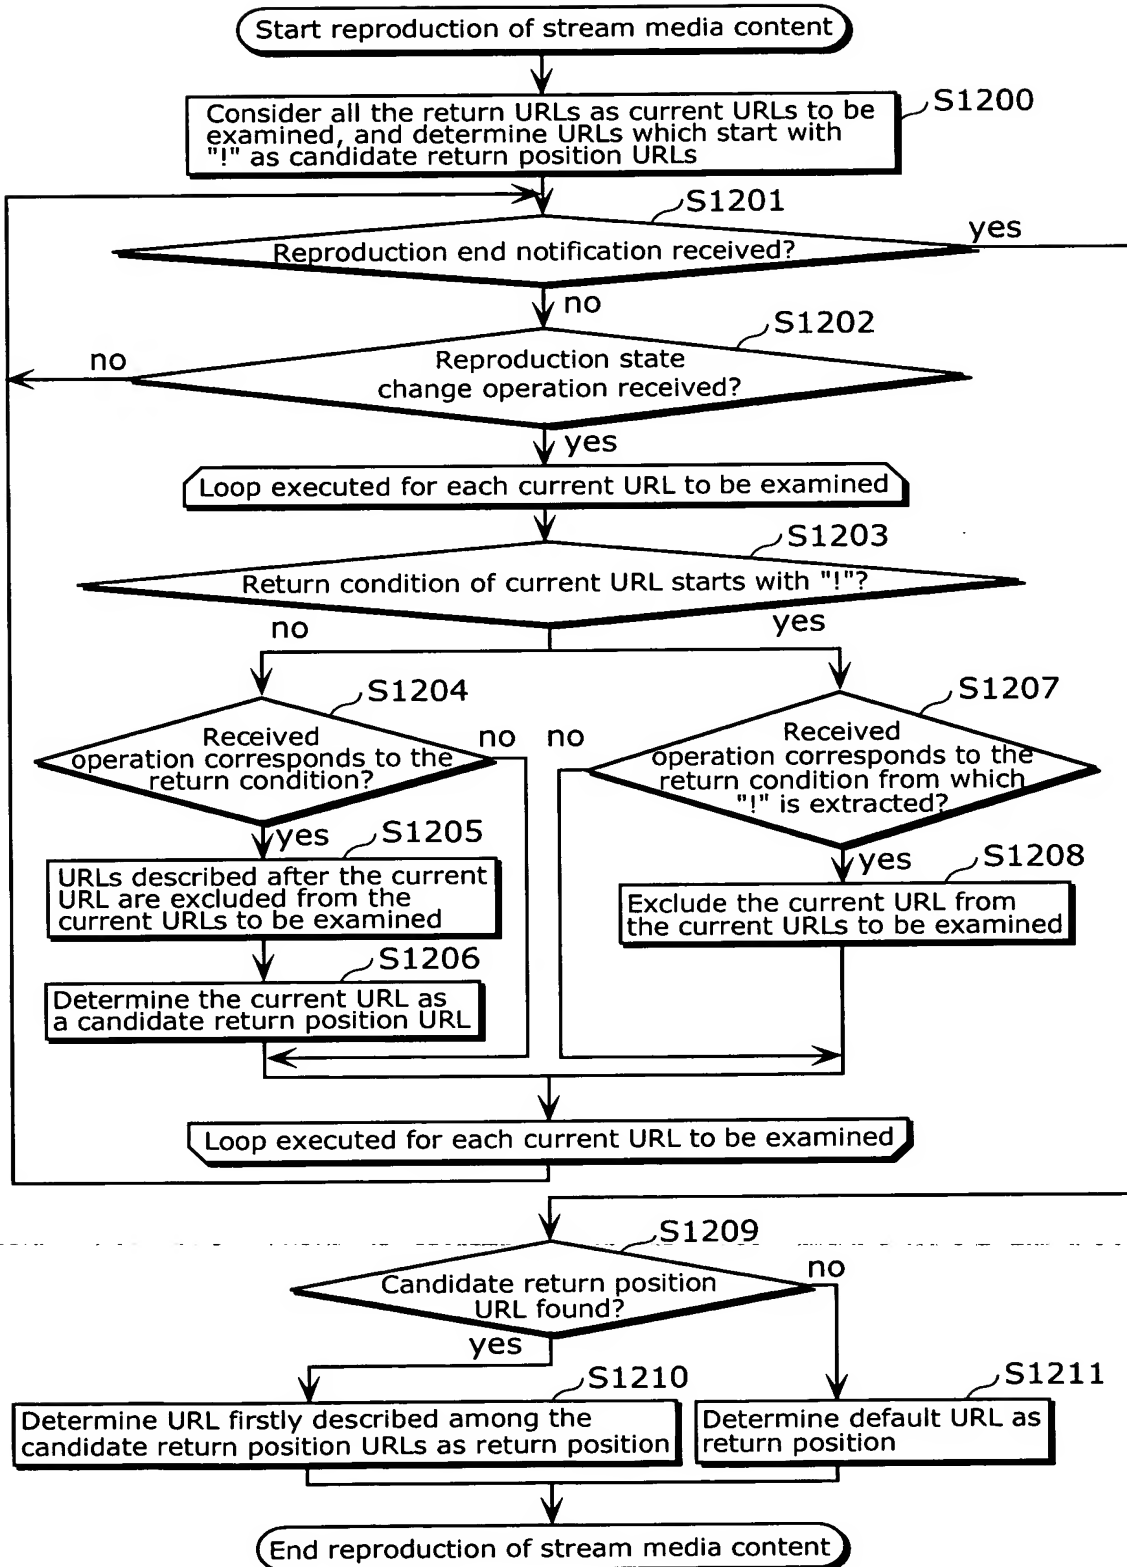 Start reproduction of stream media content
Consider all the return URLs as current URLs to be
examined, and determine URLs which start with
"!" as candidate return position URLs
S1200
S1201
Reproduction end notification received?
yes
no
S1202
Reproduction state
change operation received?
no
yes
Loop executed for each current URL to be examined
S1203
Return condition of current URL starts with "!"?
no
yes
S1204
Received
operation corresponds to the
return condition?
no
yes
S1205
URLs described after the current
URL are excluded from the
current URLs to be examined
S1206
Determine the current URL as
a candidate return position URL
S1207
Received
operation corresponds to the
return condition from which
"!" is extracted?
no
yes
S1208
Exclude the current URL from
the current URLs to be examined
Loop executed for each current URL to be examined
S1209
Candidate return position
URL found?
no
yes
S1210
Determine URL firstly described among the
candidate return position URLs as return position
S1211
Determine default URL as
return position
End reproduction of stream media content